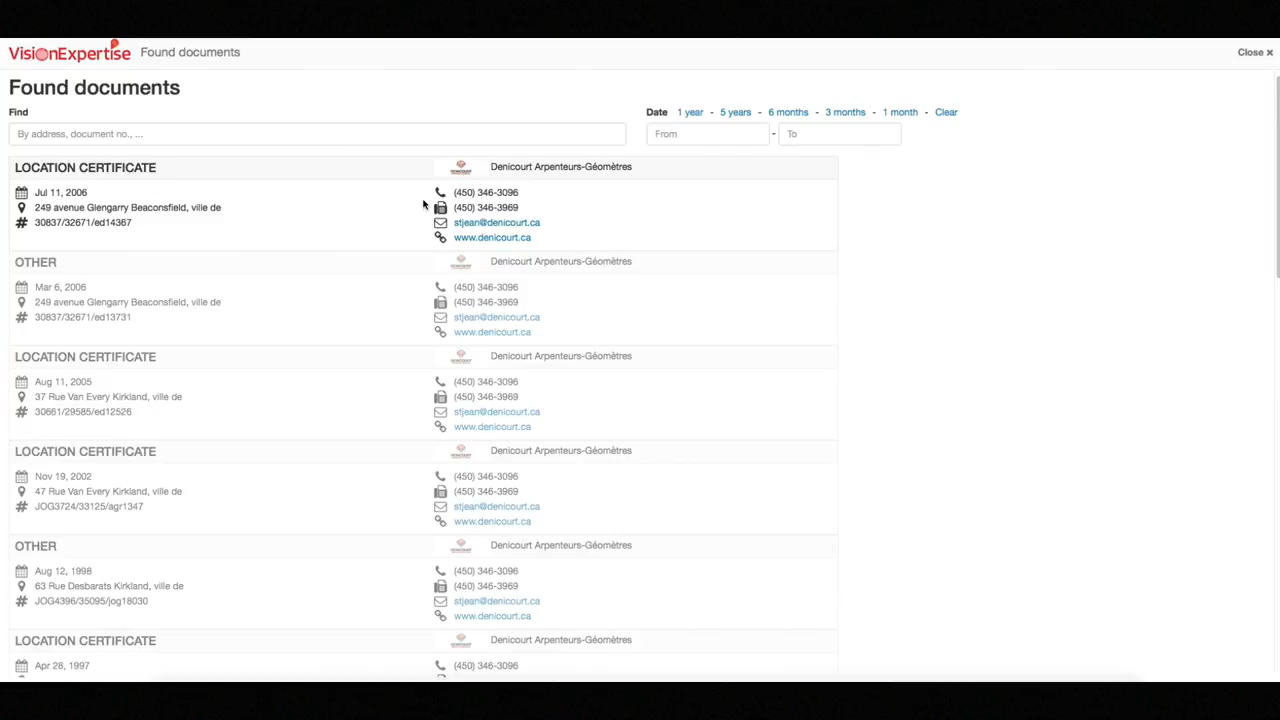 VisionExpertise Found documents Close ✖
Found documents
Find Date 1 year - 5 years - 6 months - 3 months - 1 month - Clear
By address, document no., ... From - To
LOCATION CERTIFICATE Denicourt Arpenteurs-Géomètres
Jul 11, 2006 (450) 346-3096
249 avenue Glengarry Beaconsfield, ville de (450) 346-3969
# 30837/32671/ed14367 stjean@denicourt.ca
www.denicourt.ca
OTHER Denicourt Arpenteurs-Géomètres
Mar 6, 2006 (450) 346-3096
249 avenue Glengarry Beaconsfield, ville de (450) 346-3969
# 30837/32671/ed13731 stjean@denicourt.ca
www.denicourt.ca
LOCATION CERTIFICATE Denicourt Arpenteurs-Géomètres
Aug 11, 2005 (450) 346-3096
37 Rue Van Every Kirkland, ville de (450) 346-3969
# 30661/29585/ed12526 stjean@denicourt.ca
www.denicourt.ca
LOCATION CERTIFICATE Denicourt Arpenteurs-Géomètres
Nov 19, 2002 (450) 346-3096
47 Rue Van Every Kirkland, ville de (450) 346-3969
# JOG3724/33125/agr1347 stjean@denicourt.ca
www.denicourt.ca
OTHER Denicourt Arpenteurs-Géomètres
Aug 12, 1998 (450) 346-3096
63 Rue Desbarats Kirkland, ville de (450) 346-3969
# JOG4396/35095/jog18030 stjean@denicourt.ca
www.denicourt.ca
LOCATION CERTIFICATE Denicourt Arpenteurs-Géomètres
Apr 28, 1997 (450) 346-3096